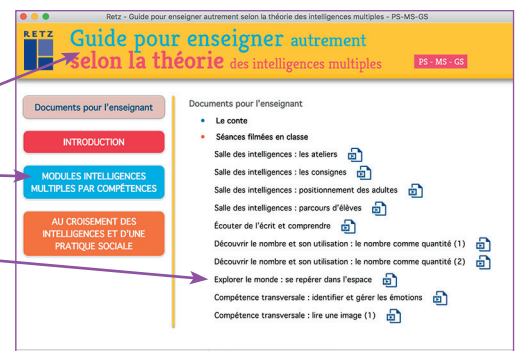 Retz - Guide pour enseigner autrement selon la théorie des intelligences multiples - PS-MS-GS
RETZ
Guide pour enseigner autrement
selon la théorie des intelligences multiples
PS - MS - GS
Documents pour l'enseignant
INTRODUCTION
MODULES INTELLIGENCES
MULTIPLES PAR COMPÉTENCES
AU CROISEMENT DES
INTELLIGENCES ET D'UNE
PRATIQUE SOCIALE
Documents pour l'enseignant
• Le conte
• Séances filmées en classe
Salle des intelligences : les ateliers
Salle des intelligences : les consignes
Salle des intelligences : positionnement des adultes
Salle des intelligences : parcours d'élèves
Écouter de l'écrit et comprendre
Découvrir le nombre et son utilisation : le nombre comme quantité (1)
Découvrir le nombre et son utilisation : le nombre comme quantité (2)
Explorer le monde : se repérer dans l'espace
Compétence transversale : identifier et gérer les émotions
Compétence transversale : lire une image (1)